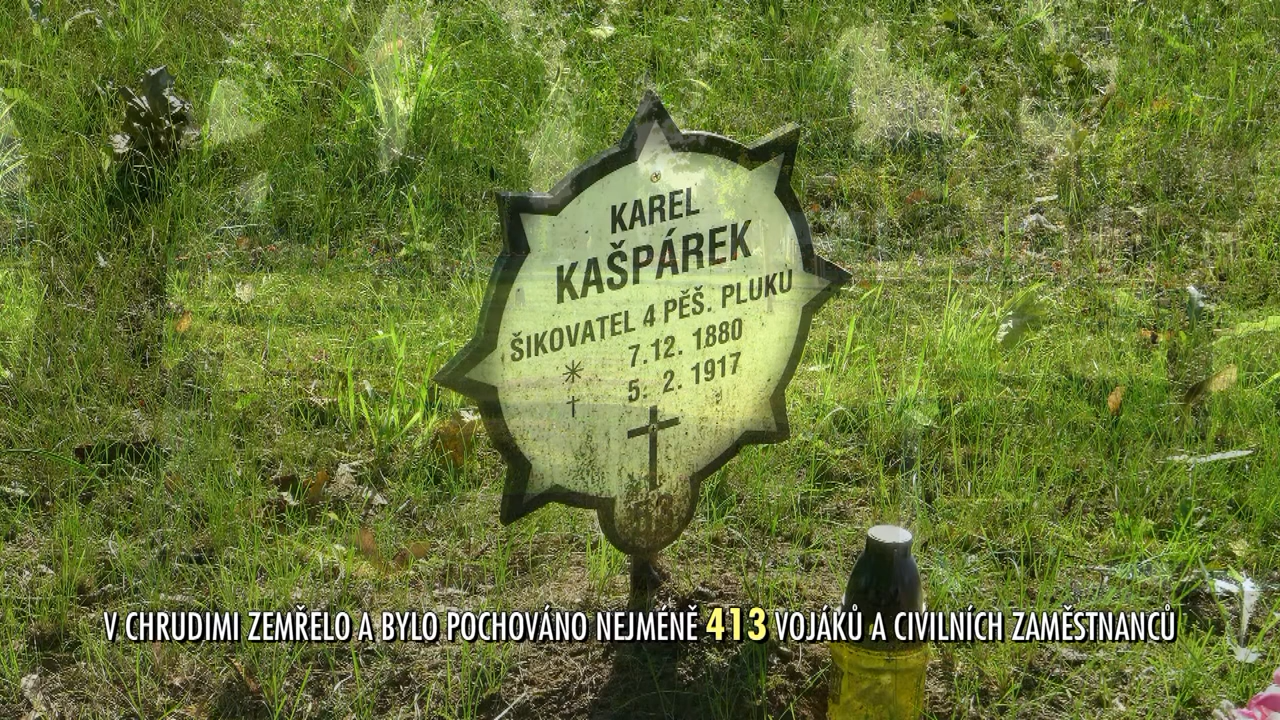 KAREL
KAŠPÁREK
ŠIKOVATEL 4 PĚŠ. PLUKU
* 7.12. 1880
† 5. 2. 1917
V CHRUDIMI ZEMŘELO A BYLO POCHOVÁNO NEJMÉNĚ 413 VOJÁKŮ A CIVILNÍCH ZAMĚSTNANCŮ